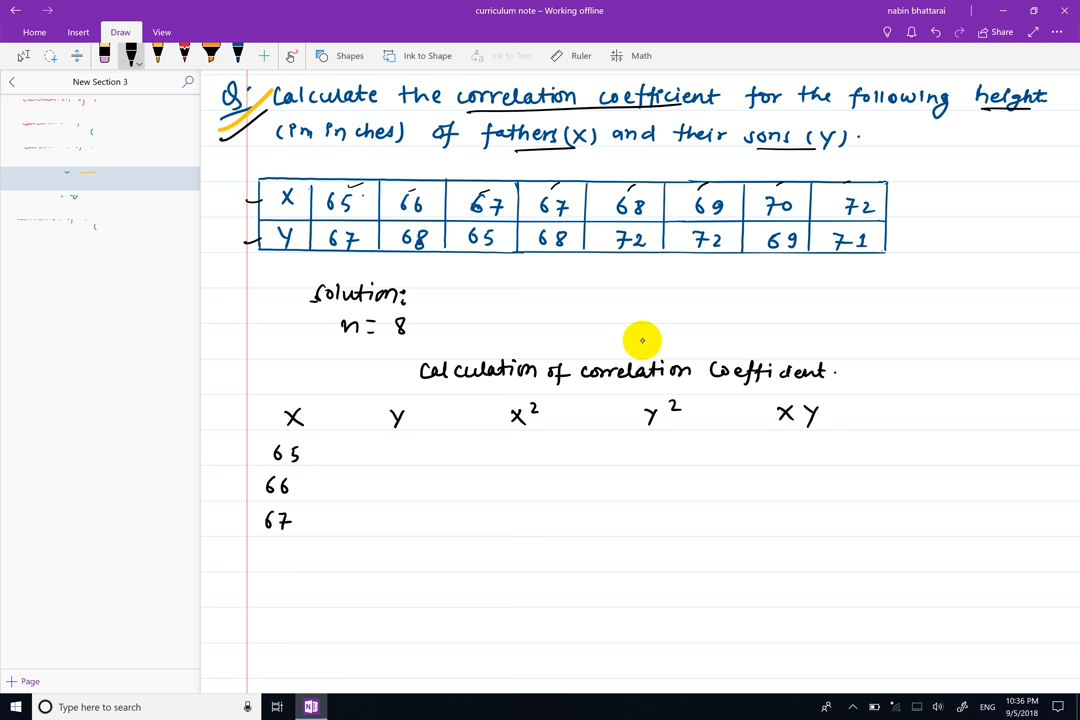 curriculum note – Working offline
nabin bhattarai
Home Insert Draw View
Share
Shapes Ink to Shape Ink to Text Ruler Math
New Section 3
Q: Calculate the correlation coefficient for the following height
(in inches) of fathers (X) and their sons (Y).
X 65 66 67 67 68 69 70 72
Y 67 68 65 68 72 72 69 71
Solution:
n = 8
Calculation of correlation Coefficient.
X Y X² Y² XY
65
66
67
+ Page
Type here to search
ENG
10:36 PM
9/5/2018